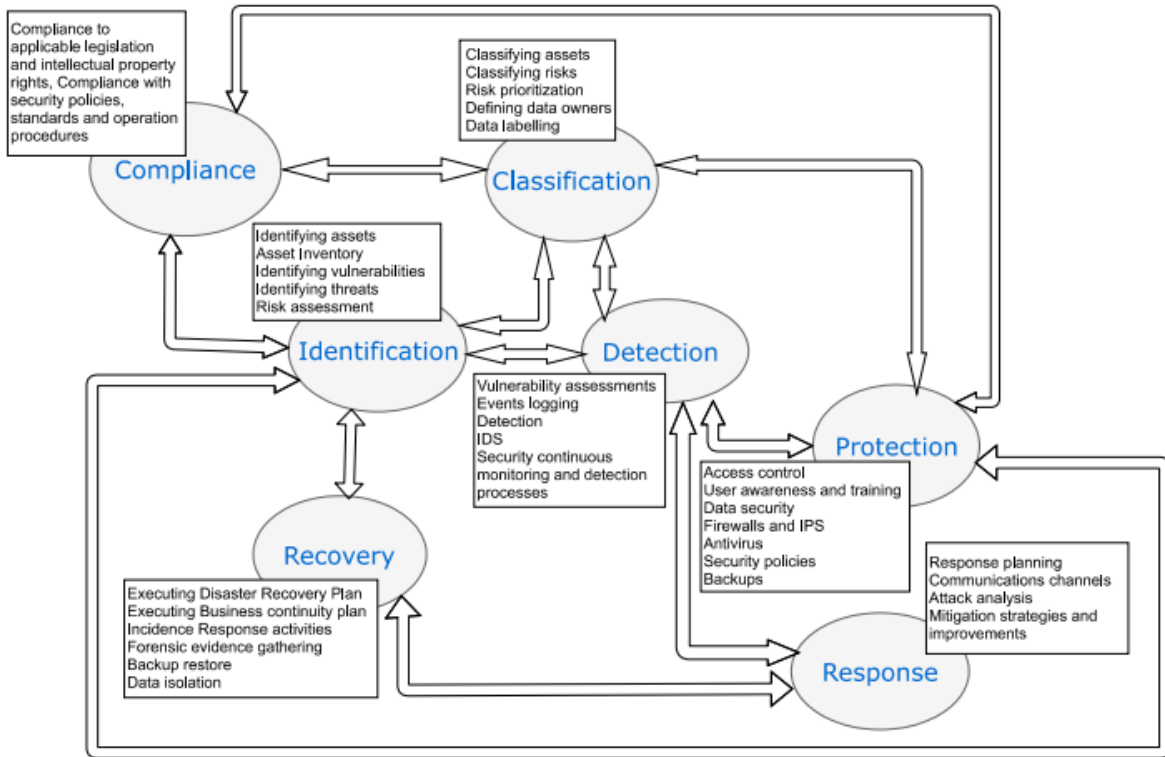 Compliance to
applicable legislation
and intellectual property
rights, Compliance with
security policies,
standards and operation
procedures
Compliance
Classifying assets
Classifying risks
Risk prioritization
Defining data owners
Data labelling
Classification
Identifying assets
Asset Inventory
Identifying vulnerabilities
Identifying threats
Risk assessment
Identification
Detection
Vulnerability assessments
Events logging
Detection
IDS
Security continuous
monitoring and detection
processes
Protection
Access control
User awareness and training
Data security
Firewalls and IPS
Antivirus
Security policies
Backups
Recovery
Executing Disaster Recovery Plan
Executing Business continuity plan
Incidence Response activities
Forensic evidence gathering
Backup restore
Data isolation
Response planning
Communications channels
Attack analysis
Mitigation strategies and
improvements
Response